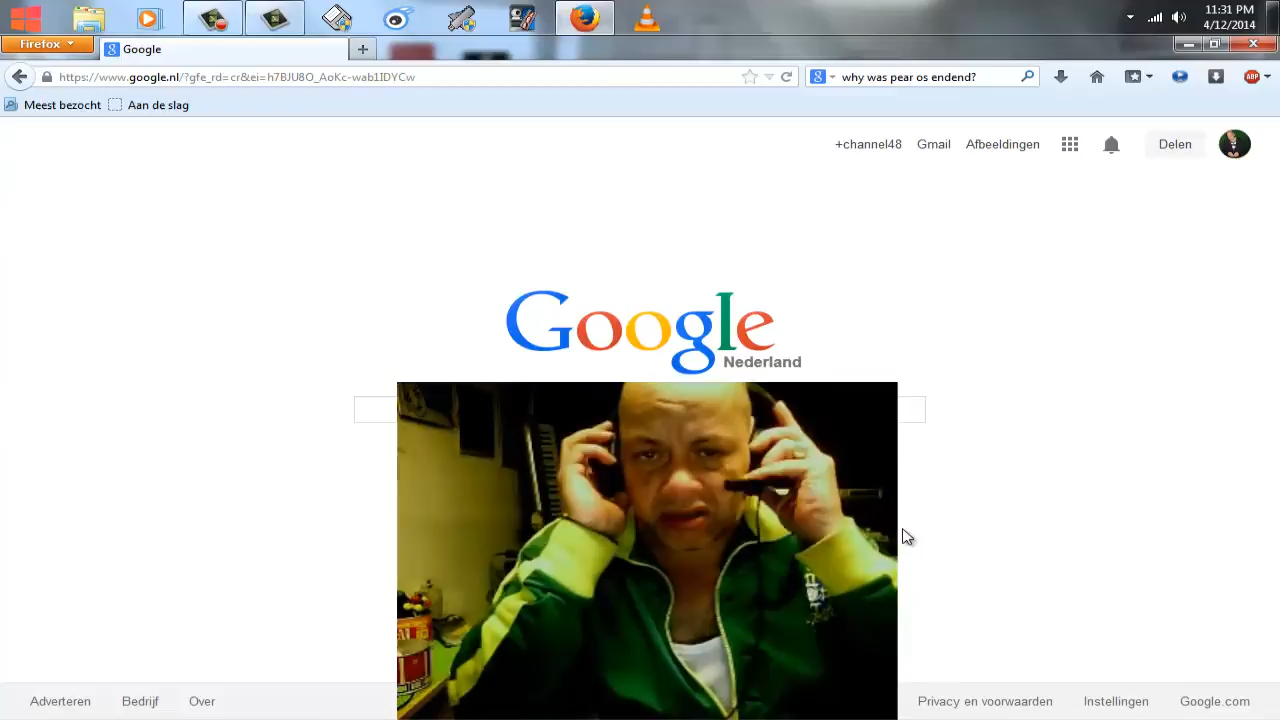 11:31 PM
4/12/2014
Firefox
Google
https://www.google.nl/?gfe_rd=cr&ei=h7BJU8O_AoKc-wab1IDYCw
why was pear os endend?
ABP
Meest bezocht
Aan de slag
+channel48
Gmail
Afbeeldingen
Delen
Google
Nederland
Adverteren
Bedrijf
Over
Privacy en voorwaarden
Instellingen
Google.com